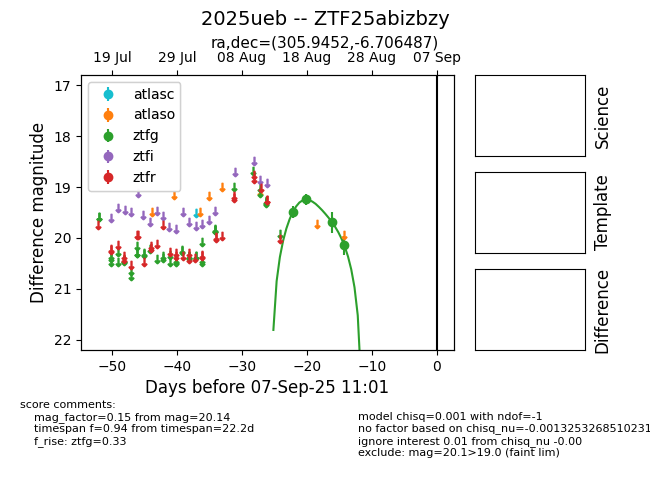 2025ueb -- ZTF25abizbzy
ra,dec=(305.9452,-6.706487)
19 Jul 29 Jul 08 Aug 18 Aug 28 Aug 07 Sep
atlasc
atlaso
ztfg
ztfi
ztfr
17
18
19
20
21
22
Difference magnitude
−50 −40 −30 −20 −10 0
Days before 07-Sep-25 11:01
Science
Template
Difference
score comments:
mag_factor=0.15 from mag=20.14
timespan f=0.94 from timespan=22.2d
f_rise: ztfg=0.33
model chisq=0.001 with ndof=-1
no factor based on chisq_nu=-0.0013253268510231
ignore interest 0.01 from chisq_nu -0.00
exclude: mag=20.1>19.0 (faint lim)